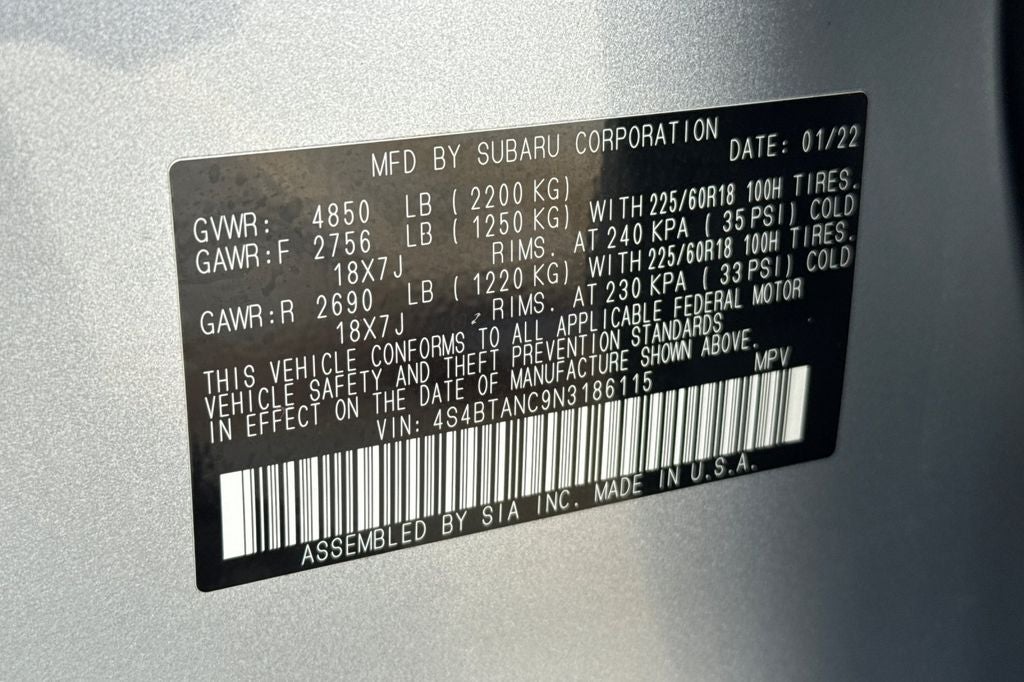 MFD BY SUBARU CORPORATION DATE: 01/22
GVWR: 4850 LB ( 2200 KG)
GAWR:F 2756 LB ( 1250 KG) WITH 225/60R18 100H TIRES.
18X7J RIMS. AT 240 KPA ( 35 PSI) COLD
GAWR:R 2690 LB ( 1220 KG) WITH 225/60R18 100H TIRES.
18X7J RIMS. AT 230 KPA ( 33 PSI) COLD
THIS VEHICLE CONFORMS TO ALL APPLICABLE FEDERAL MOTOR
VEHICLE SAFETY AND THEFT PREVENTION STANDARDS
IN EFFECT ON THE DATE OF MANUFACTURE SHOWN ABOVE.
VIN: 4S4BTANC9N3186115 MPV
ASSEMBLED BY SIA INC. MADE IN U.S.A.